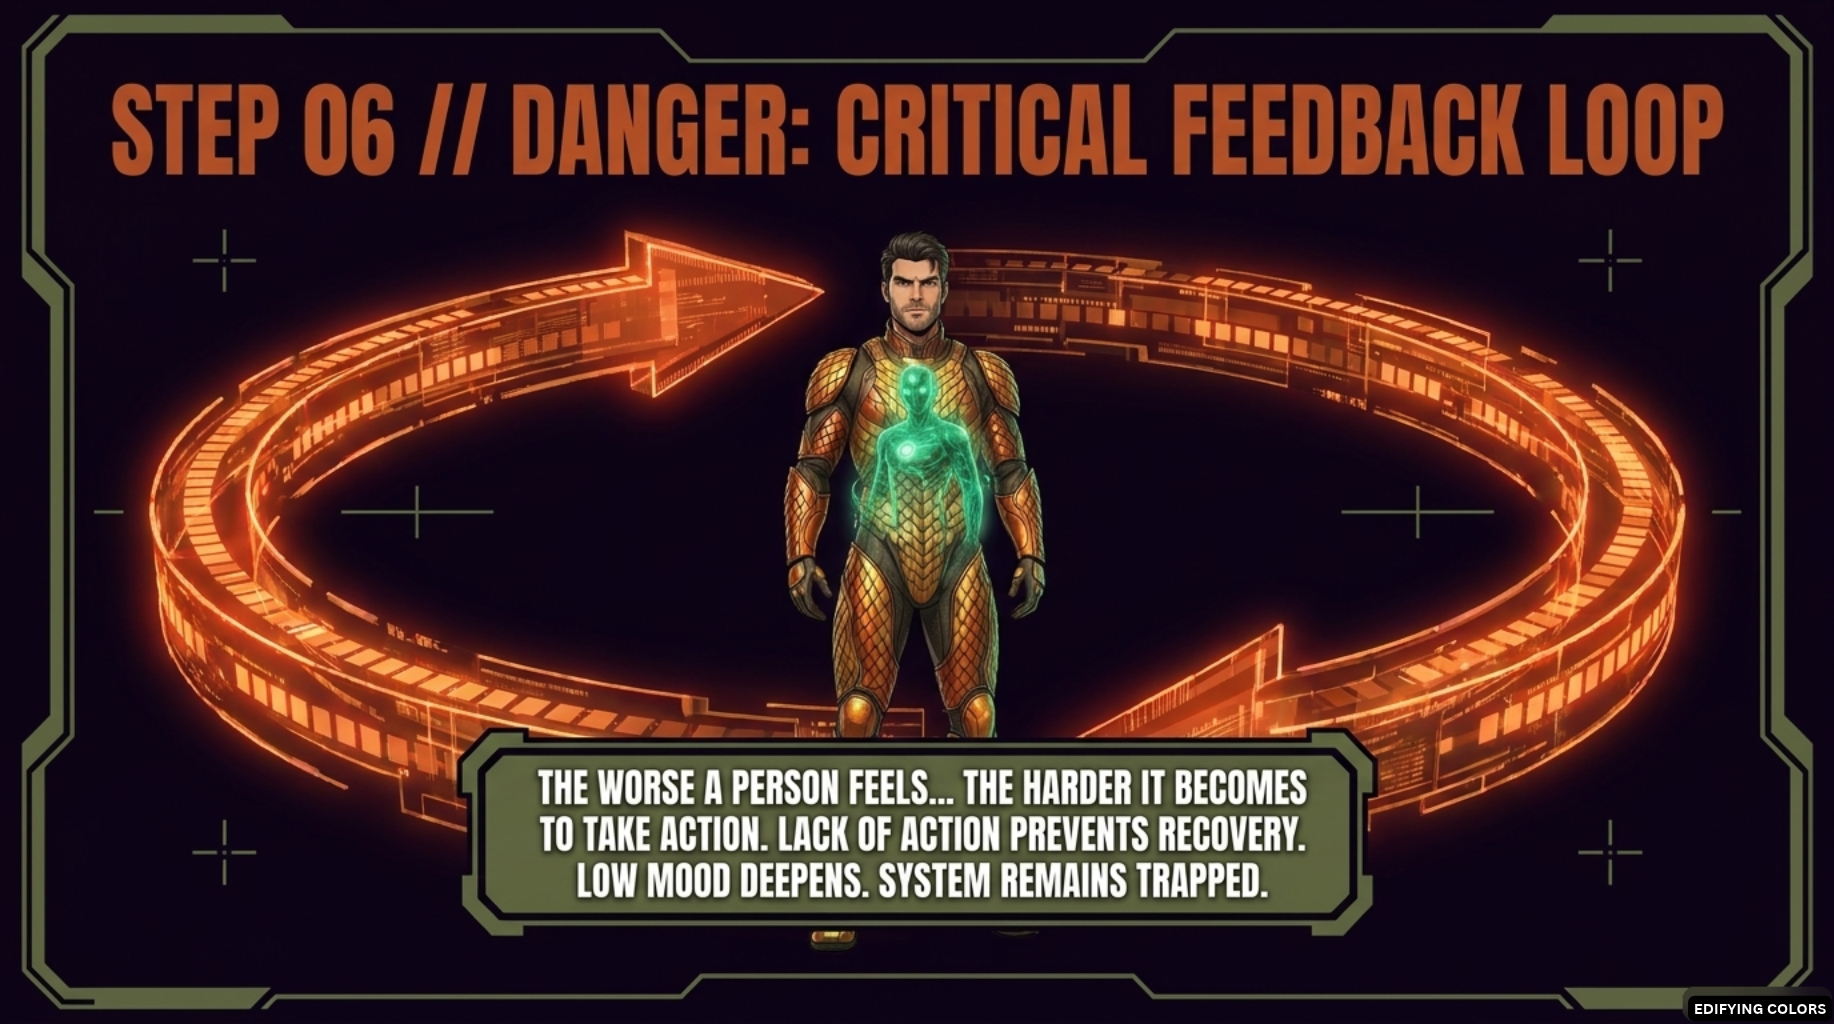 STEP 06 // DANGER: CRITICAL FEEDBACK LOOP
THE WORSE A PERSON FEELS... THE HARDER IT BECOMES
TO TAKE ACTION. LACK OF ACTION PREVENTS RECOVERY.
LOW MOOD DEEPENS. SYSTEM REMAINS TRAPPED.
EDIFYING COLORS